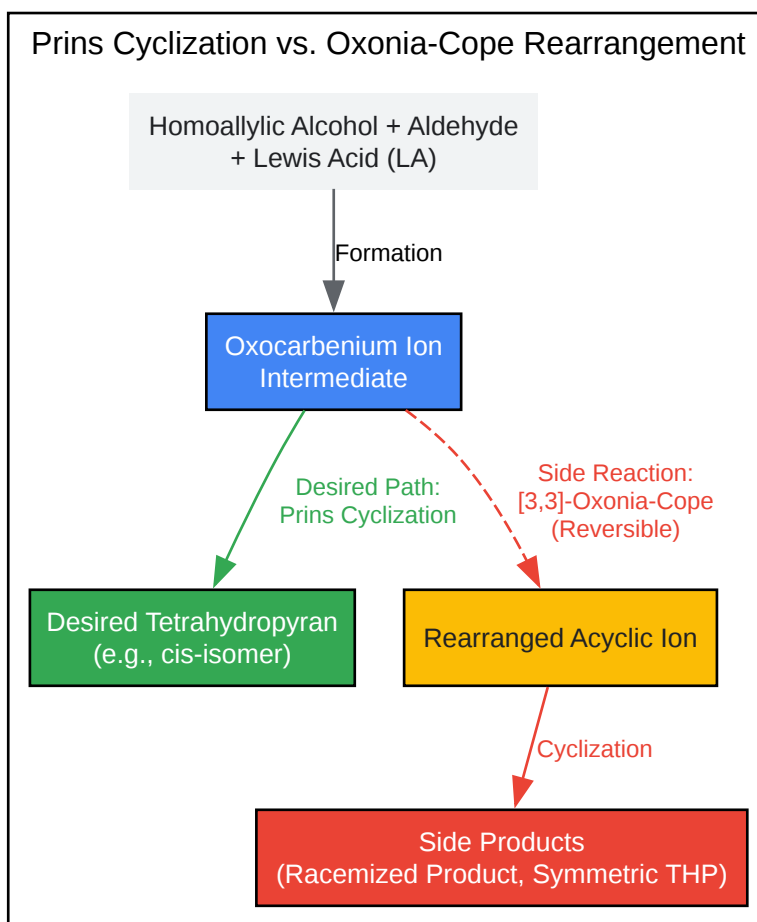 Prins Cyclization vs. Oxonia-Cope Rearrangement
Homoallylic Alcohol + Aldehyde
+ Lewis Acid (LA)
Formation
Oxocarbenium Ion
Intermediate
Desired Path:
Prins Cyclization
Side Reaction:
[3,3]-Oxonia-Cope
(Reversible)
Desired Tetrahydropyran
(e.g., cis-isomer)
Rearranged Acyclic Ion
Cyclization
Side Products
(Racemized Product, Symmetric THP)